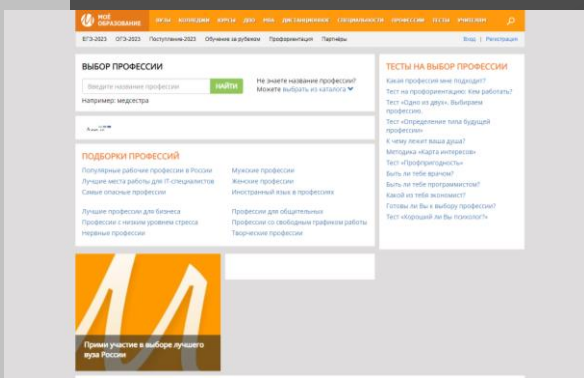 МОЁ
ОБРАЗОВАНИЕ
ВУЗЫ КОЛЛЕДЖИ КУРСЫ ДПО МВА ДИСТАНЦИОННОЕ СПЕЦИАЛЬНОСТИ ПРОФЕССИИ ТЕСТЫ УЧИТЕЛЯМ
ЕГЭ-2023 ОГЭ-2023 Поступление-2023 Обучение за рубежом Профориентация Партнёры
Вход | Регистрация
ВЫБОР ПРОФЕССИИ
Введите название профессии НАЙТИ
Например: медсестра
Не знаете название профессии?
Можете выбрать из каталога
ПОДБОРКИ ПРОФЕССИЙ
Популярные рабочие профессии в России
Лучшие места работы для IT-специалистов
Самые опасные профессии
Мужские профессии
Женские профессии
Иностранный язык в профессиях
Лучшие профессии для бизнеса
Профессии с низким уровнем стресса
Нервные профессии
Профессии для общительных
Профессии со свободным графиком работы
Творческие профессии
Прими участие в выборе лучшего
вуза России
ТЕСТЫ НА ВЫБОР ПРОФЕССИИ
Какая профессия мне подходит?
Тест на профориентацию: Кем работать?
Тест «Одно из двух». Выбираем
профессию.
Тест «Определение типа будущей
профессии»
К чему лежит ваша душа?
Методика «Карта интересов»
Тест «Профпригодность»
Быть ли тебе врачом?
Быть ли тебе программистом?
Какой из тебя экономист?
Готовы ли Вы к выбору профессии?
Тест: «Хороший ли Вы психолог?»